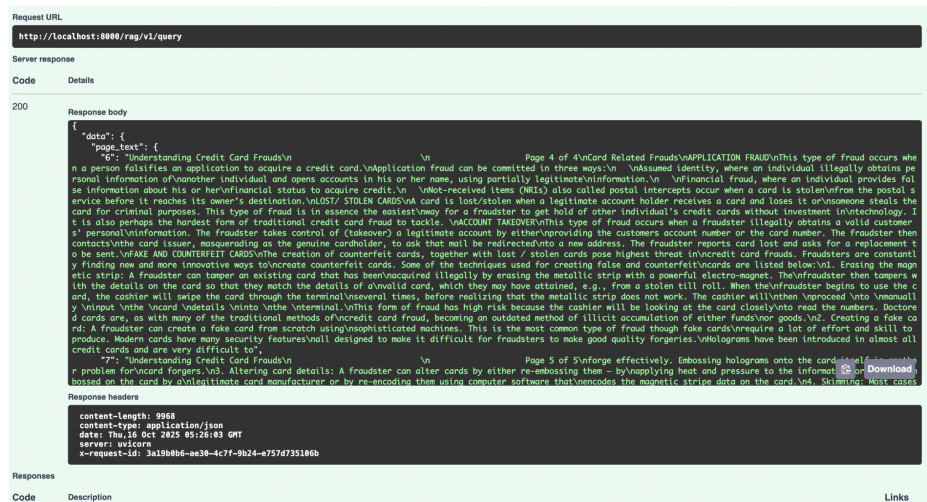 Request URL
http://localhost:8000/rag/v1/query
Server response
Code Details
200
Response body
{
"data": {
"page_text": {
"6": "Understanding Credit Card Frauds\n \n Page 4 of 4\nCard Related Frauds\nAPPLICATION FRAUD\nThis type of fraud occurs whe
n a person falsifies an application to acquire a credit card.\nApplication fraud can be committed in three ways:\n \nAssumed identity, where an individual illegally obtains pe
rsonal information of\nanother individual and opens accounts in his or her name, using partially legitimate\ninformation.\n \nFinancial fraud, where an individual provides fal
se information about his or her\nfinancial status to acquire credit.\n \nNot-received items (NRIs) also called postal intercepts occur when a card is stolen\nfrom the postal s
ervice before it reaches its owner's destination.\nLOST/ STOLEN CARDS\nA card is lost/stolen when a legitimate account holder receives a card and loses it or\nsomeone steals the
card for criminal purposes. This type of fraud is in essence the easiest\nway for a fraudster to get hold of other individual's credit cards without investment in\ntechnology. I
t is also perhaps the hardest form of traditional credit card fraud to tackle. \nACCOUNT TAKEOVER\nThis type of fraud occurs when a fraudster illegally obtains a valid customer
s' personal\ninformation. The fraudster takes control of (takeover) a legitimate account by either\nproviding the customers account number or the card number. The fraudster then
contacts\nthe card issuer, masquerading as the genuine cardholder, to ask that mail be redirected\nto a new address. The fraudster reports card lost and asks for a replacement t
o be sent.\nFAKE AND COUNTERFEIT CARDS\nThe creation of counterfeit cards, together with lost / stolen cards pose highest threat in\ncredit card frauds. Fraudsters are constantl
y finding new and more innovative ways to\ncreate counterfeit cards. Some of the techniques used for creating false and counterfeit\ncards are listed below:\n1. Erasing the magn
etic strip: A fraudster can tamper an existing card that has\nbeen acquired illegally by erasing the metallic strip with a powerful electro-magnet. The\nfraudster then tampers w
ith the details on the card so that they match the details of a\nvalid card, which they may have attained, e.g., from a stolen till roll. When the\nfraudster begins to use the c
ard, the cashier will swipe the card through the terminal\nseveral times, before realizing that the metallic strip does not work. The cashier will\nthen \nproceed \nto \nmanuall
y \ninput \nthe \ncard \ndetails \ninto \nthe \nterminal.\nThis form of fraud has high risk because the cashier will be looking at the card closely\nto read the numbers. Doctore
d cards are, as with many of the traditional methods of\ncredit card fraud, becoming an outdated method of illicit accumulation of either funds\nor goods.\n2. Creating a fake ca
rd: A fraudster can create a fake card from scratch using\nsophisticated machines. This is the most common type of fraud though fake cards\nrequire a lot of effort and skill to
produce. Modern cards have many security features\nall designed to make it difficult for fraudsters to make good quality forgeries.\nHolograms have been introduced in almost all
credit cards and are very difficult to",
"7": "Understanding Credit Card Frauds\n \n Page 5 of 5\nforge effectively. Embossing holograms onto the card itself is anothe
r problem for\ncard forgers.\n3. Altering card details: A fraudster can alter cards by either re-embossing them – by\napplying heat and pressure to the informat
bossed on the card by a\nlegitimate card manufacturer or by re-encoding them using computer software that\nencodes the magnetic stripe data on the card.\n4. Skimming: Most cases
Download
Response headers
content-length: 9968
content-type: application/json
date: Thu,16 Oct 2025 05:26:03 GMT
server: uvicorn
x-request-id: 3a19b0b6-ae30-4c7f-9b24-e757d735106b
Responses
Code Description Links